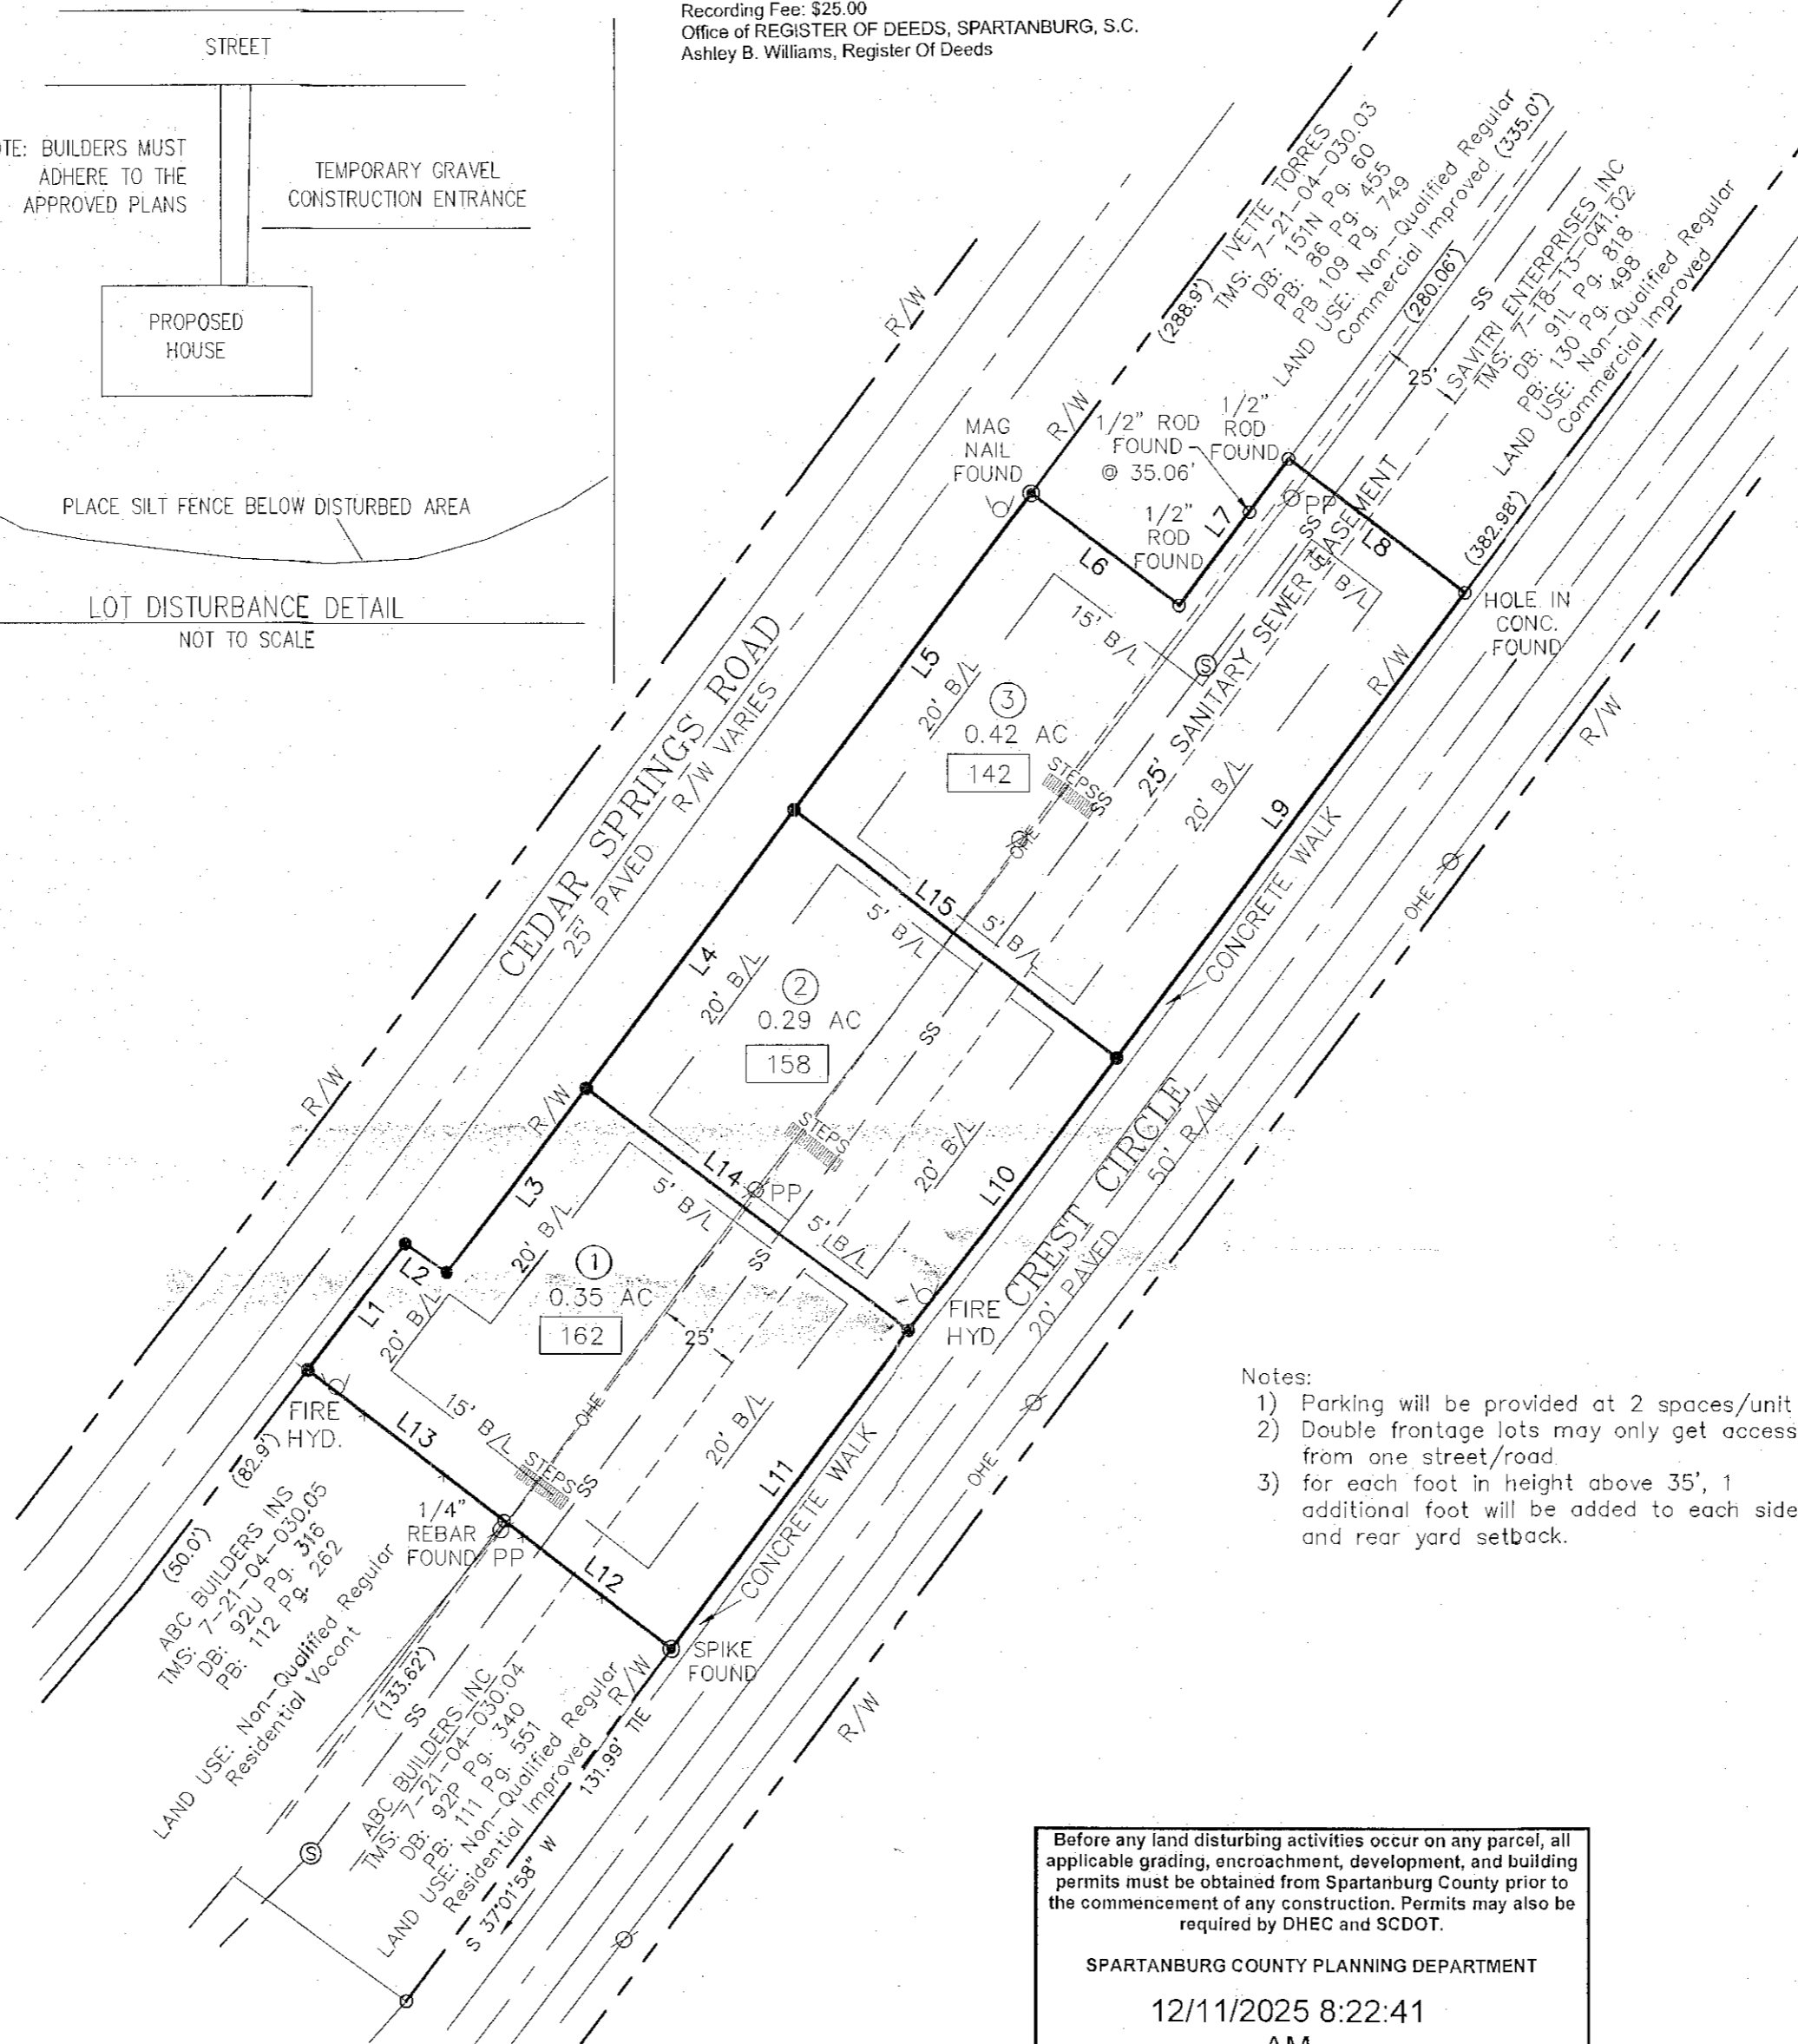 Recording Fee: $25.00
Office of REGISTER OF DEEDS, SPARTANBURG, S.C.
Ashley B. Williams, Register Of Deeds
STREET
OTE: BUILDERS MUST
ADHERE TO THE
APPROVED PLANS
TEMPORARY GRAVEL
CONSTRUCTION ENTRANCE
PROPOSED
HOUSE
PLACE SILT FENCE BELOW DISTURBED AREA
LOT DISTURBANCE DETAIL
NOT TO SCALE
R/W
R/W
(288.9')
IVETTE TORRES
TMS: 7-21-04-030.03
DB: 151N Pg. 60
PB: 86 Pg. 455
PB 109 Pg. 749
LAND USE: Non-Qualified Regular
Commercial Improved
(335.0')
(280.06')
25'
SS
SAVITRI ENTERPRISES INC
TMS: 7-18-13-041.02
DB: 91L Pg. 818
PB: 130 Pg. 498
LAND USE: Non-Qualified Regular
Commercial Improved
(382.98')
MAG
NAIL
FOUND
1/2" ROD
FOUND
@ 35.06'
1/2"
ROD
FOUND
1/2"
ROD
FOUND
PP
L5
L6
L7
L8
HOLE IN
CONC.
FOUND
R/W
R/W
15' B/L
5' B/L
SS
25' SANITARY SEWER EASEMENT
S
20' B/L
3
0.42 AC
142
STEPS
SS
OHE
20' B/L
L9
CONCRETE WALK
OHE
CEDAR SPRINGS ROAD
25' PAVED
R/W VARIES
L15
5' B/L
5' B/L
L4
20' B/L
2
0.29 AC
158
SS
STEPS
20' B/L
L10
CREST CIRCLE
20' PAVED
50' R/W
R/W
R/W
L14
PP
5' B/L
5' B/L
L3
20' B/L
SS
1
0.35 AC
162
25'
L2
L1
20' B/L
FIRE
HYD
15' B/L
OHE
STEPS
SS
20' B/L
L11
CONCRETE WALK
OHE
FIRE
HYD.
L13
1/4"
REBAR
FOUND
PP
L12
SPIKE
FOUND
R/W
R/W
(82.9')
(50.0')
ABC BUILDERS INS
TMS: 7-21-04-030.05
DB: 92U Pg. 316
PB: 112 Pg. 262
LAND USE: Non-Qualified Regular
Residential Vacant
(133.62')
SS
S
ABC BUILDERS INC
TMS: 7-21-04-030.04
DB: 92P Pg. 340
PB: 111 Pg. 551
LAND USE: Non-Qualified Regular
Residential Improved
131.99' TIE
S 37°01'58" W
Notes:
1) Parking will be provided at 2 spaces/unit
2) Double frontage lots may only get access
from one street/road.
3) for each foot in height above 35', 1
additional foot will be added to each side
and rear yard setback.
Before any land disturbing activities occur on any parcel, all
applicable grading, encroachment, development, and building
permits must be obtained from Spartanburg County prior to
the commencement of any construction. Permits may also be
required by DHEC and SCDOT.
SPARTANBURG COUNTY PLANNING DEPARTMENT
12/11/2025 8:22:41
AM